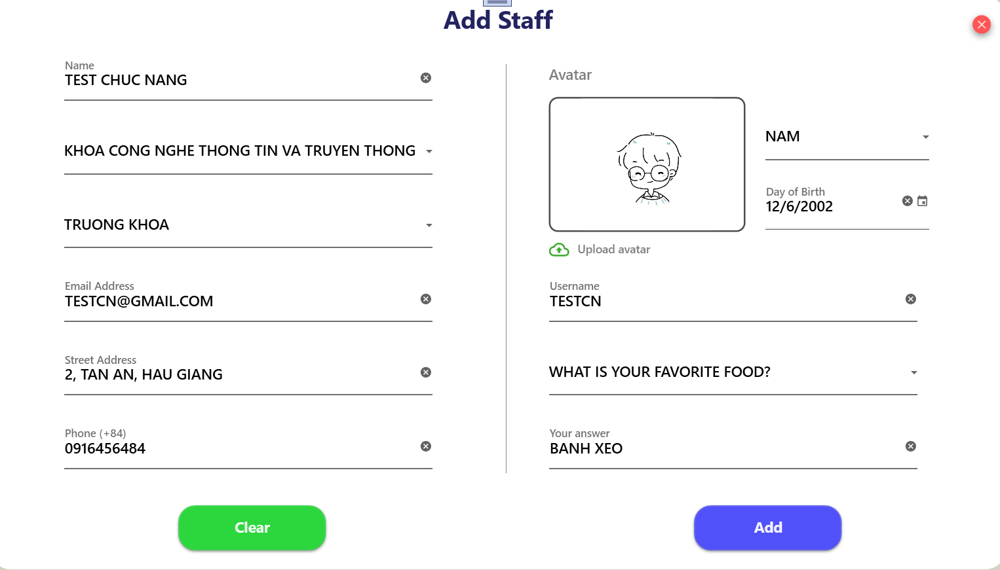 Add Staff
Name
TEST CHUC NANG
KHOA CONG NGHE THONG TIN VA TRUYEN THONG
TRUONG KHOA
Email Address
TESTCN@GMAIL.COM
Street Address
2, TAN AN, HAU GIANG
Phone (+84)
0916456484
Avatar
NAM
Day of Birth
12/6/2002
Upload avatar
Username
TESTCN
WHAT IS YOUR FAVORITE FOOD?
Your answer
BANH XEO
Clear
Add